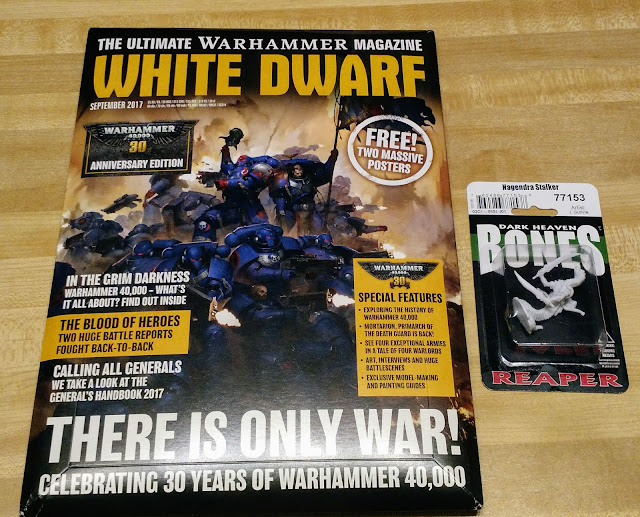 THE ULTIMATE WARHAMMER MAGAZINE
WHITE DWARF
SEPTEMBER 2017
WARHAMMER
40,000
30
ANNIVERSARY EDITION
FREE!
TWO MASSIVE
POSTERS
IN THE GRIM DARKNESS
WARHAMMER 40,000 – WHAT'S
IT ALL ABOUT? FIND OUT INSIDE
THE BLOOD OF HEROES
TWO HUGE BATTLE REPORTS
FOUGHT BACK-TO-BACK
CALLING ALL GENERALS
WE TAKE A LOOK AT THE
GENERAL'S HANDBOOK 2017
WARHAMMER
40,000
30
SPECIAL FEATURES
• EXPLORING THE HISTORY OF
WARHAMMER 40,000
• MORTARION, PRIMARCH OF
THE DEATH GUARD IS BACK!
• SEE FOUR EXCEPTIONAL ARMIES
IN A TALE OF FOUR WARLORDS
• ART, INTERVIEWS AND HUGE
BATTLESCENES
• EXCLUSIVE MODEL-MAKING
AND PAINTING GUIDES
THERE IS ONLY WAR!
CELEBRATING 30 YEARS OF WARHAMMER 40,000
Nagendra Stalker
77153
DARK HEAVEN
BONES
REAPER